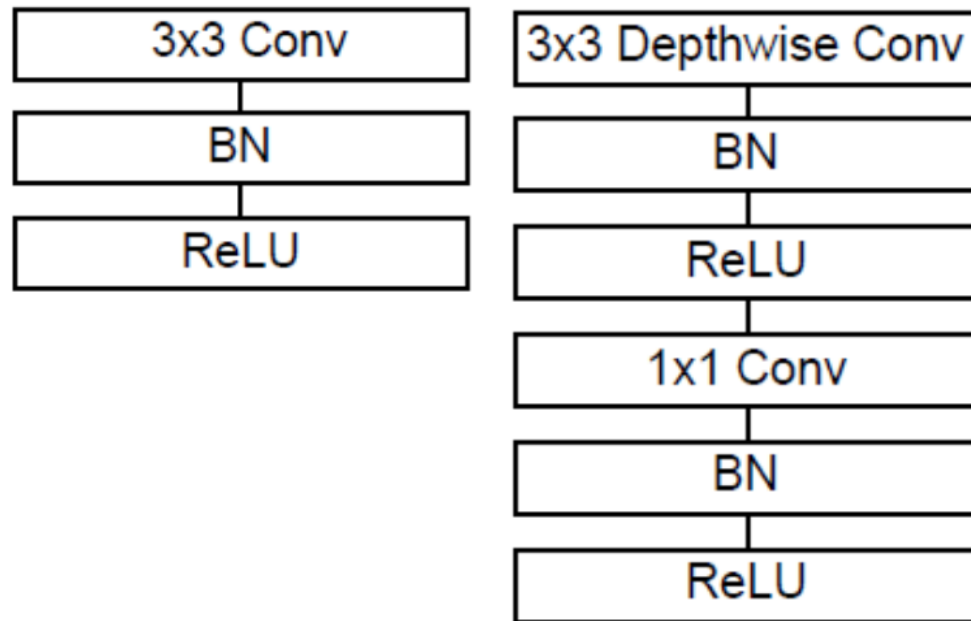 3x3 Conv
BN
ReLU
3x3 Depthwise Conv
BN
ReLU
1x1 Conv
BN
ReLU